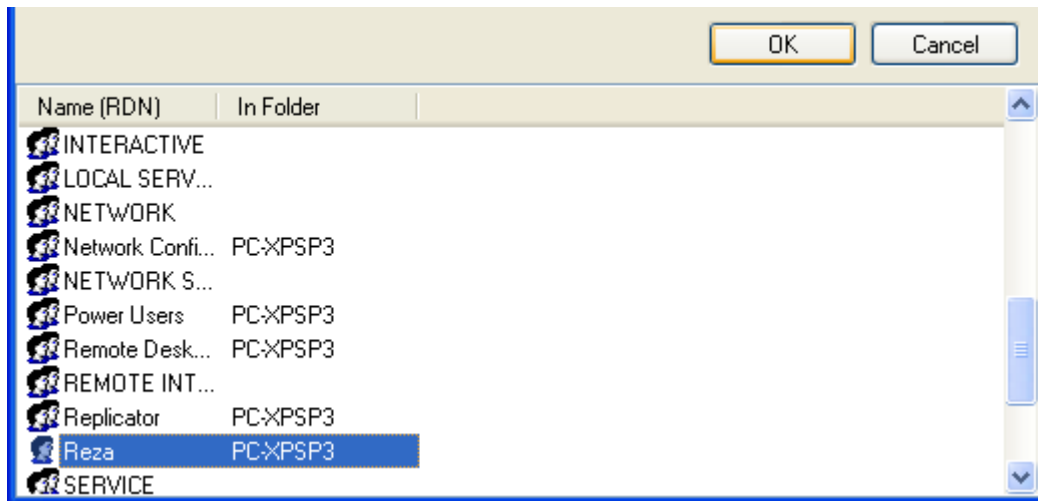 OK Cancel
Name (RDN) In Folder
INTERACTIVE
LOCAL SERV...
NETWORK
Network Confi... PC-XPSP3
NETWORK S...
Power Users PC-XPSP3
Remote Desk... PC-XPSP3
REMOTE INT...
Replicator PC-XPSP3
Reza PC-XPSP3
SERVICE